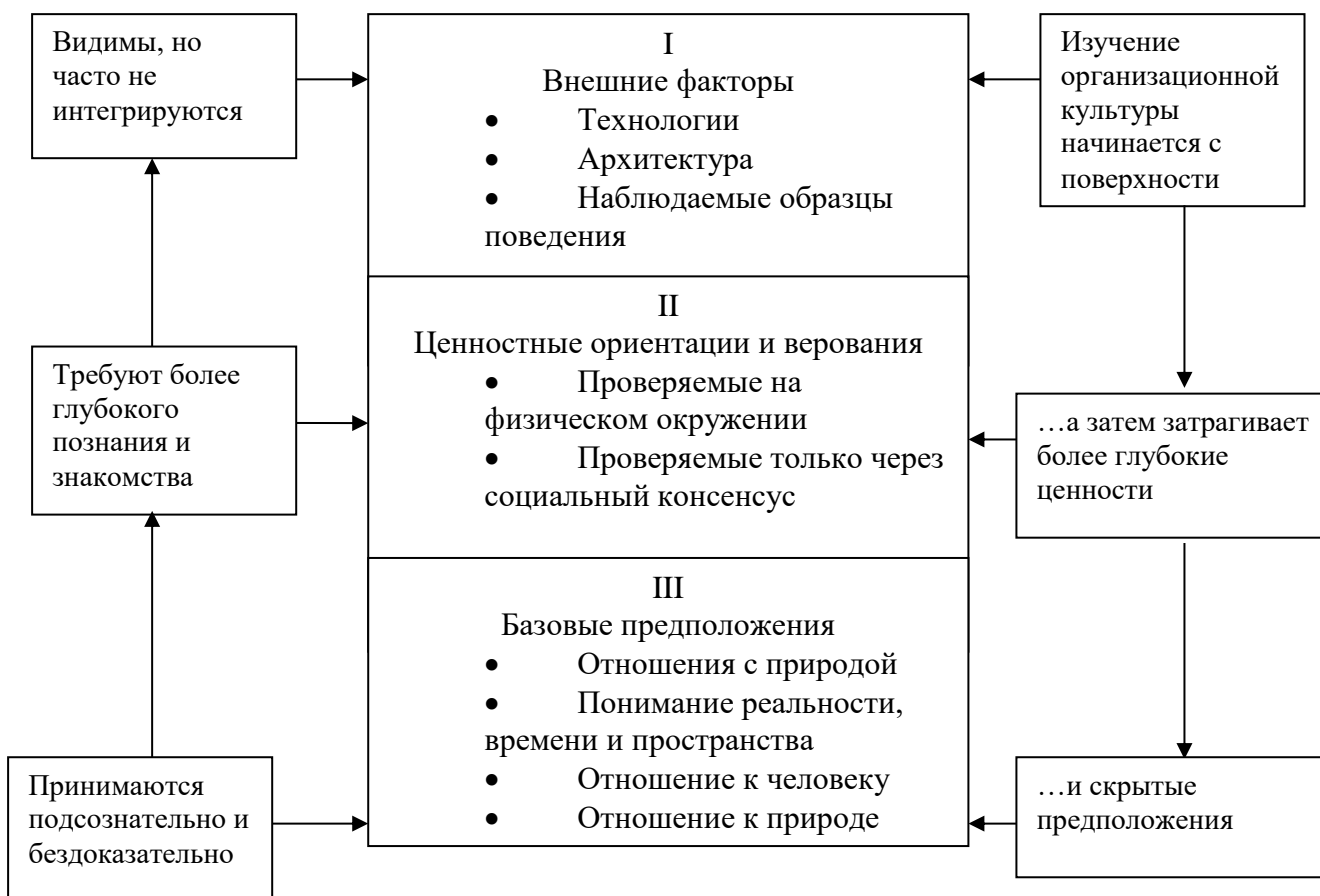 Видимы, но
часто не
интегрируются
I
Внешние факторы
• Технологии
• Архитектура
• Наблюдаемые образцы
поведения
Изучение
организационной
культуры
начинается с
поверхности
Требуют более
глубокого
познания и
знакомства
II
Ценностные ориентации и верования
• Проверяемые на
физическом окружении
• Проверяемые только через
социальный консенсус
…а затем затрагивает
более глубокие
ценности
Принимаются
подсознательно и
бездоказательно
III
Базовые предположения
• Отношения с природой
• Понимание реальности,
времени и пространства
• Отношение к человеку
• Отношение к природе
…и скрытые
предположения